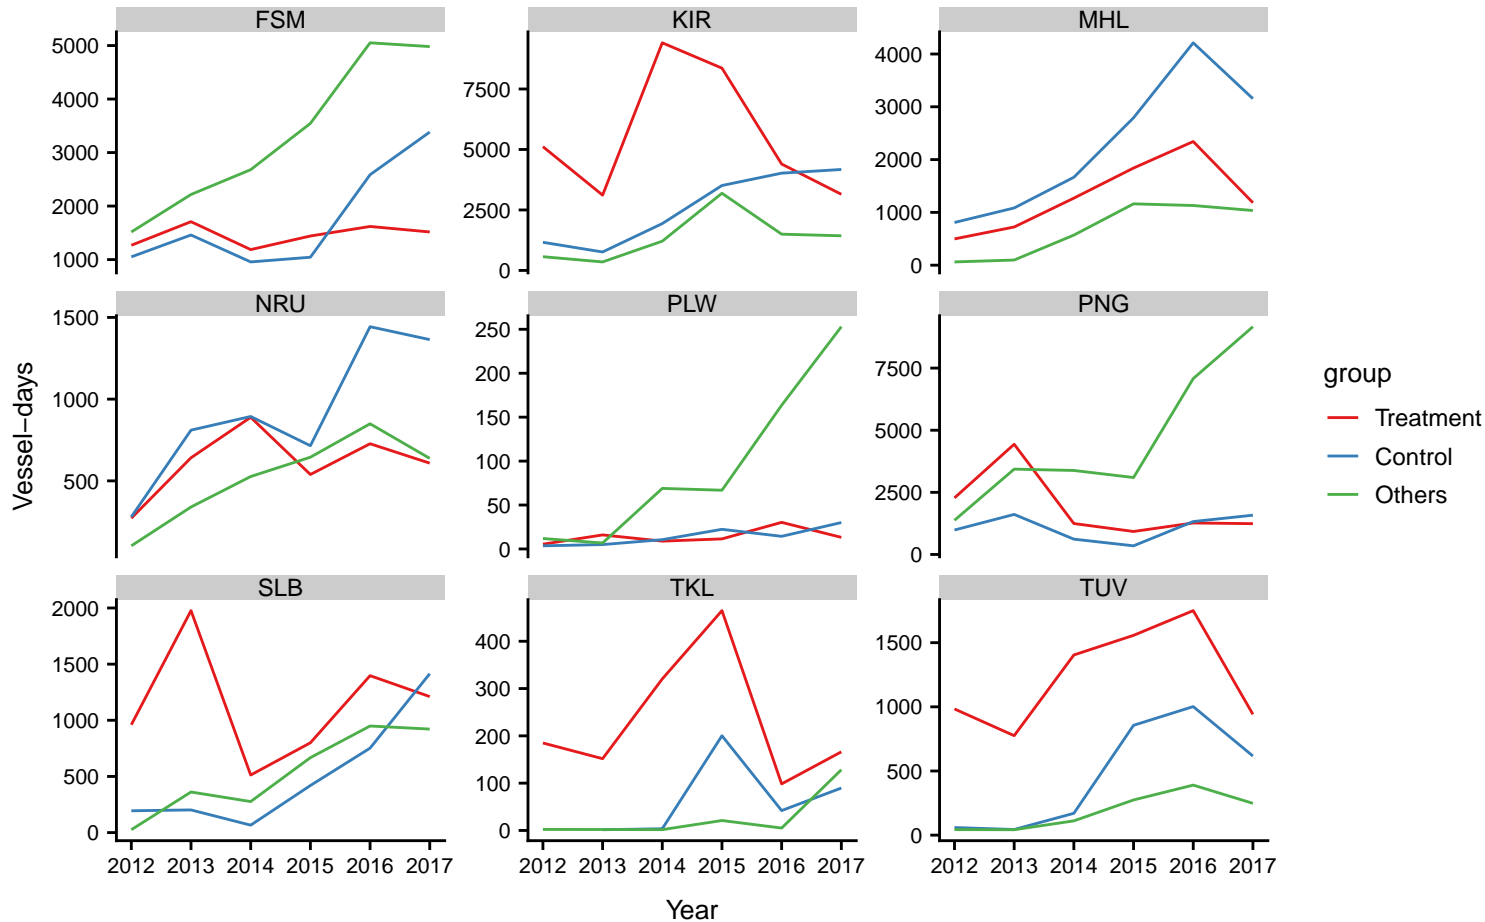 FSM
KIR
MHL
5000
4000
3000
2000
1000
7500
5000
2500
0
4000
3000
2000
1000
0
NRU
PLW
PNG
1500
1000
500
250
200
150
100
50
0
7500
5000
2500
0
SLB
TKL
TUV
2000
1500
1000
500
0
400
300
200
100
0
1500
1000
500
0
2012 2013 2014 2015 2016 2017
2012 2013 2014 2015 2016 2017
2012 2013 2014 2015 2016 2017
Year
Vessel−days
group
Treatment
Control
Others